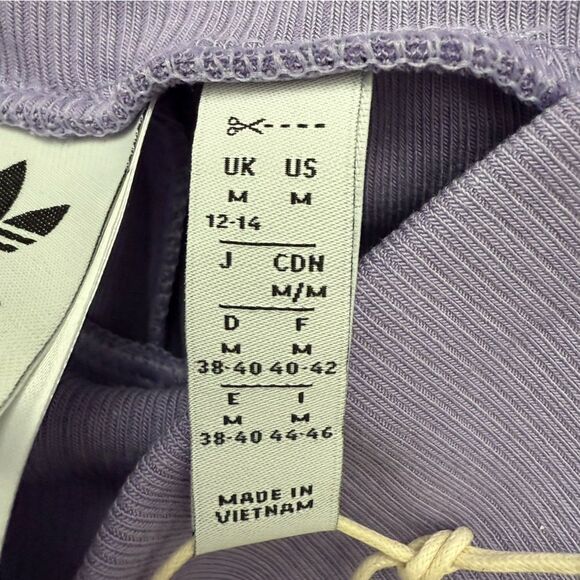 UK US
M M
12-14
J CDN
M/M
D F
M M
38-40 40-42
E I
M M
38-40 44-46
MADE IN
VIETNAM